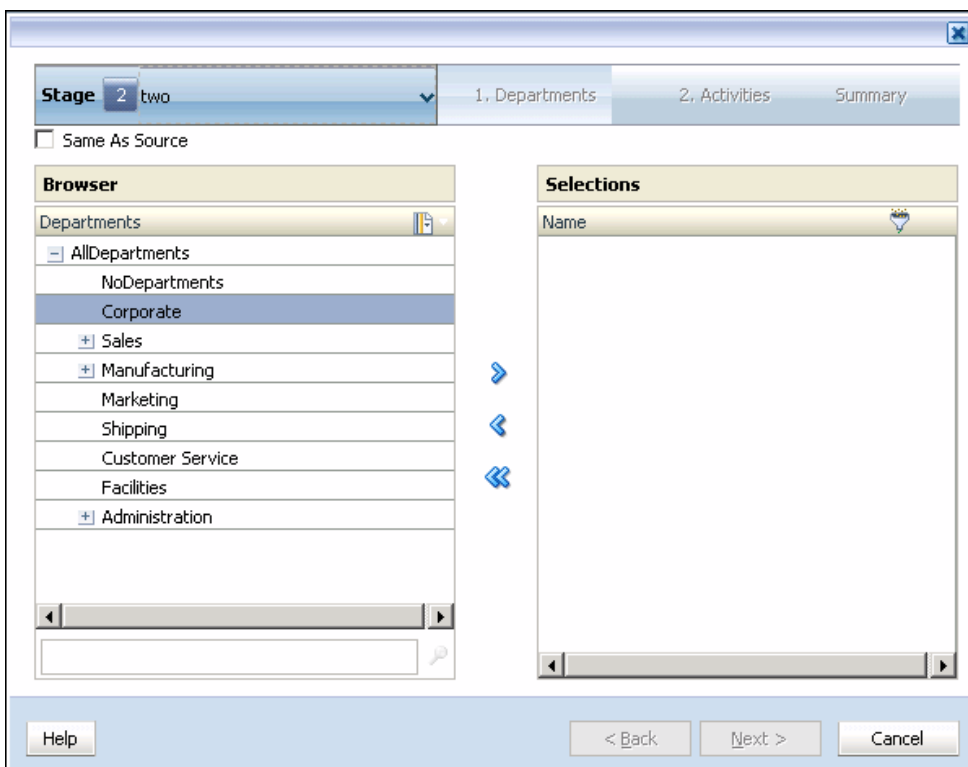 Stage 2 two 1. Departments 2. Activities Summary
Same As Source
Browser Selections
Departments Name
AllDepartments
NoDepartments
Corporate
Sales
Manufacturing
Marketing
Shipping
Customer Service
Facilities
Administration
Help < Back Next > Cancel